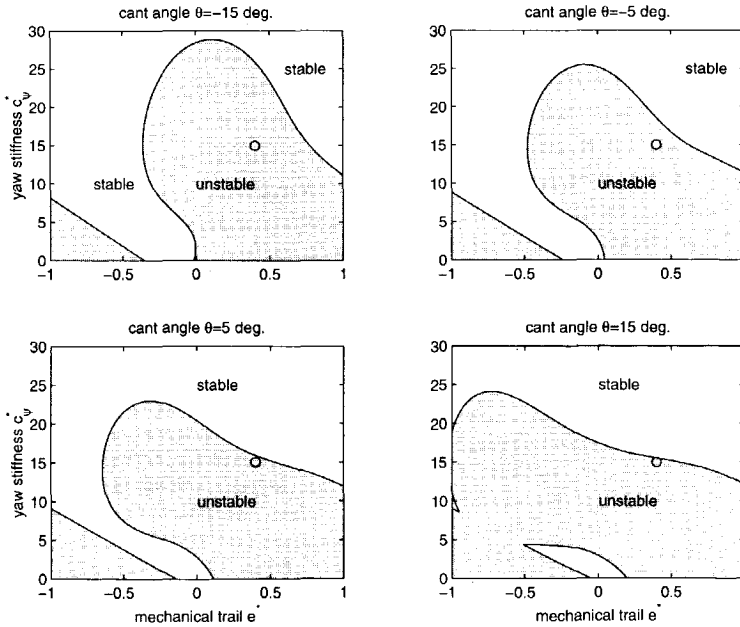 cant angle θ=−15 deg.
30
25
20
15
10
5
0
yaw stiffness c*ψ
stable
stable
unstable
−1
−0.5
0
0.5
1
cant angle θ=−5 deg.
30
25
20
15
10
5
0
stable
unstable
−1
−0.5
0
0.5
cant angle θ=5 deg.
30
25
20
15
10
5
0
yaw stiffness c*ψ
stable
unstable
−1
−0.5
0
0.5
1
mechanical trail e*
cant angle θ=15 deg.
30
25
20
15
10
5
0
stable
unstable
−1
−0.5
0
0.5
mechanical trail e*